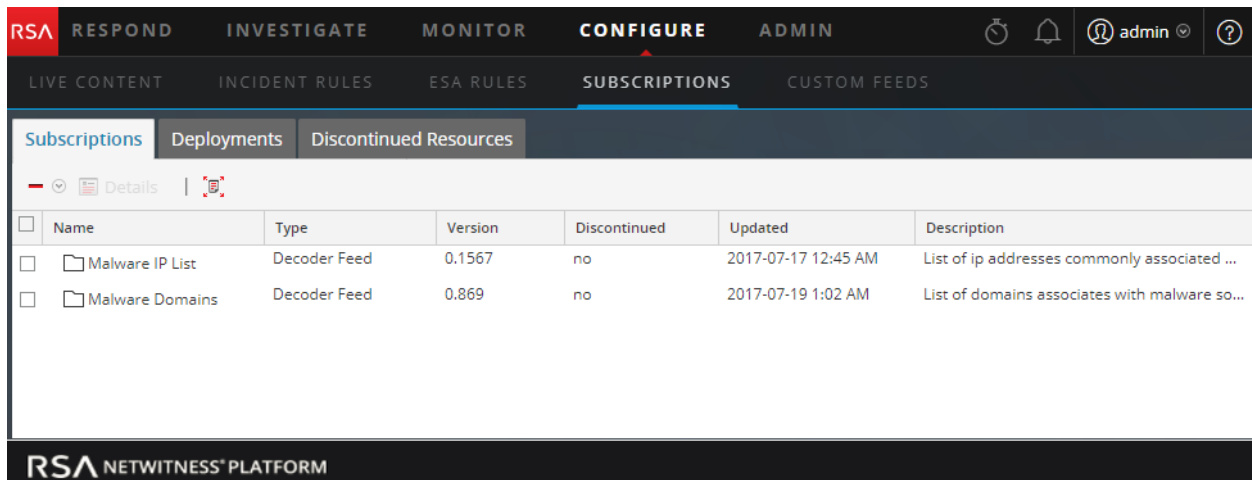 RSA RESPOND INVESTIGATE MONITOR CONFIGURE ADMIN admin ?
LIVE CONTENT INCIDENT RULES ESA RULES SUBSCRIPTIONS CUSTOM FEEDS
Subscriptions Deployments Discontinued Resources
Details
Name Type Version Discontinued Updated Description
Malware IP List Decoder Feed 0.1567 no 2017-07-17 12:45 AM List of ip addresses commonly associated ...
Malware Domains Decoder Feed 0.869 no 2017-07-19 1:02 AM List of domains associates with malware so...
RSA NETWITNESS® PLATFORM